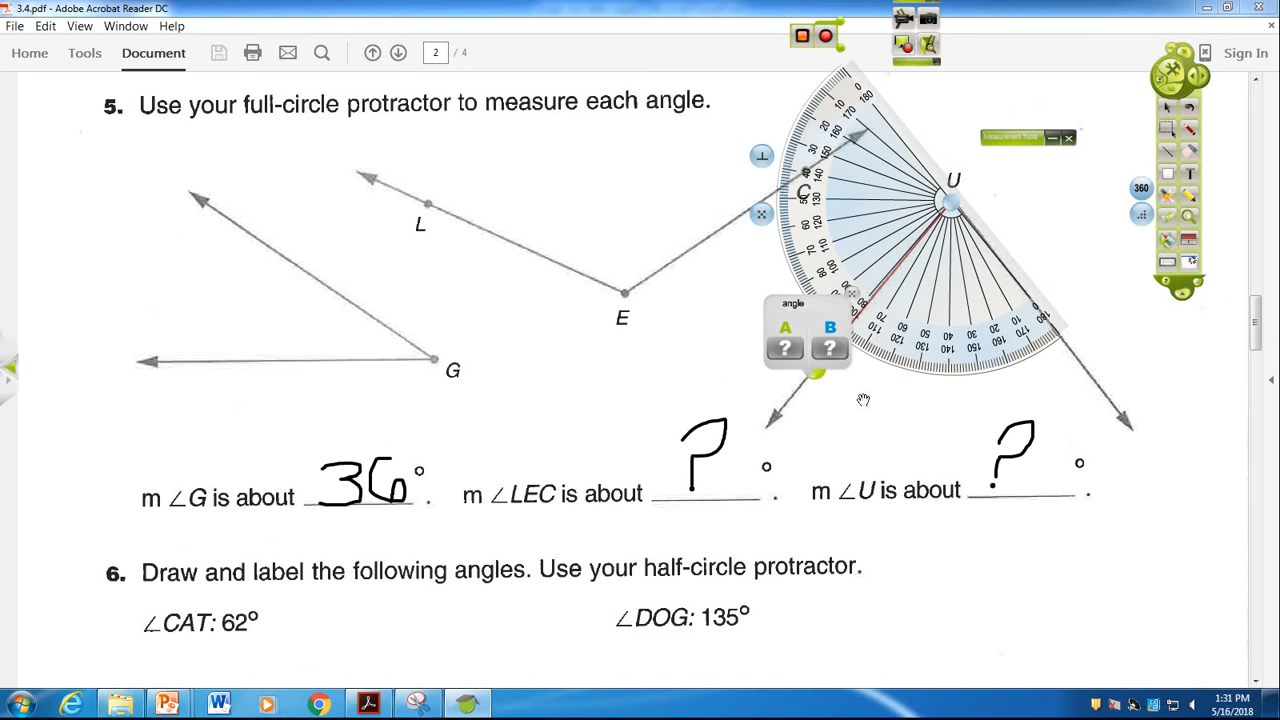 3.4.pdf - Adobe Acrobat Reader DC
File Edit View Window Help
Home Tools Document 2 / 4 Sign In
5. Use your full-circle protractor to measure each angle.
Measurement Tools
L
E
G
C
U
360
angle
A B
? ?
m ∠G is about 36°. m ∠LEC is about ?°. m ∠U is about ?°.
6. Draw and label the following angles. Use your half-circle protractor.
∠CAT: 62° ∠DOG: 135°
1:31 PM
5/16/2018